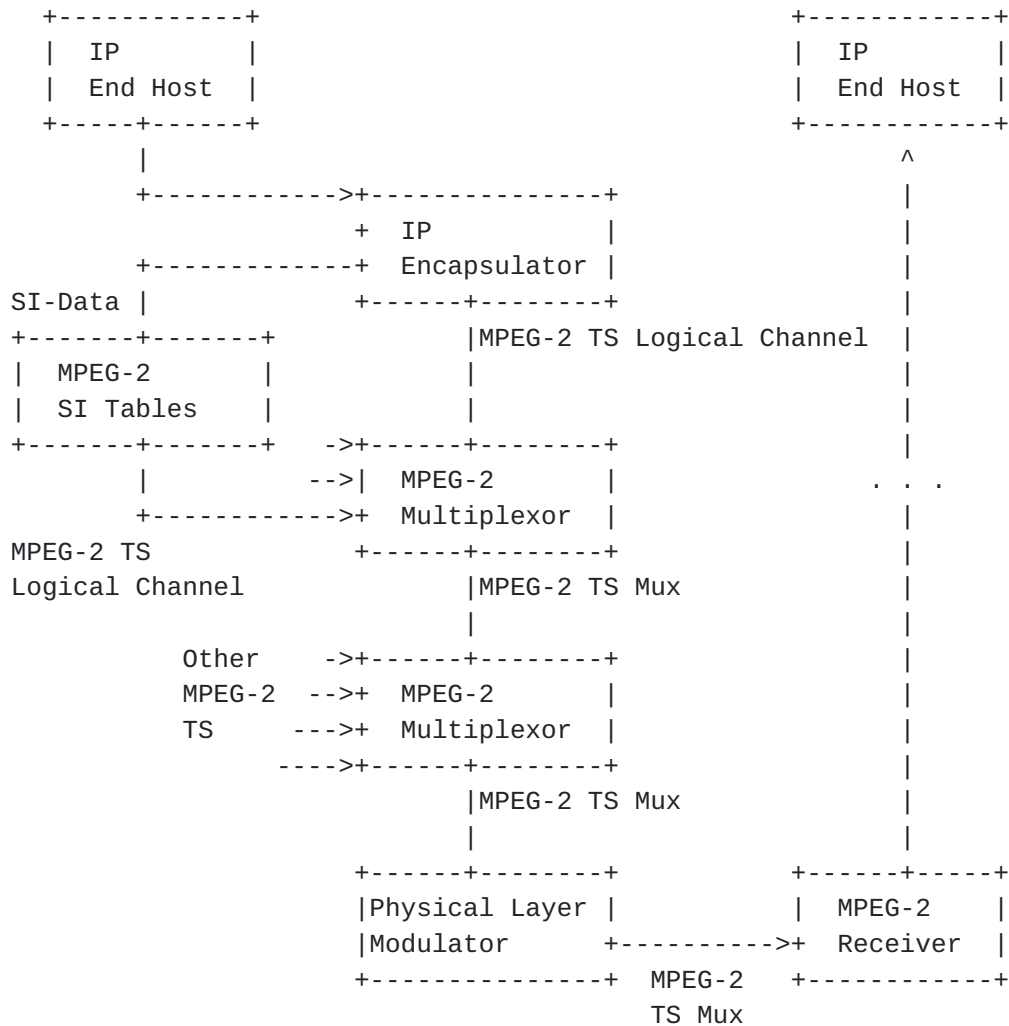 IP IP
End Host End Host
IP
Encapsulator
SI-Data
MPEG-2 TS Logical Channel
MPEG-2
SI Tables
MPEG-2
. . .
Multiplexor
MPEG-2 TS
Logical Channel MPEG-2 TS Mux
Other
MPEG-2 MPEG-2
TS Multiplexor
MPEG-2 TS Mux
Physical Layer MPEG-2
Modulator Receiver
MPEG-2
TS Mux